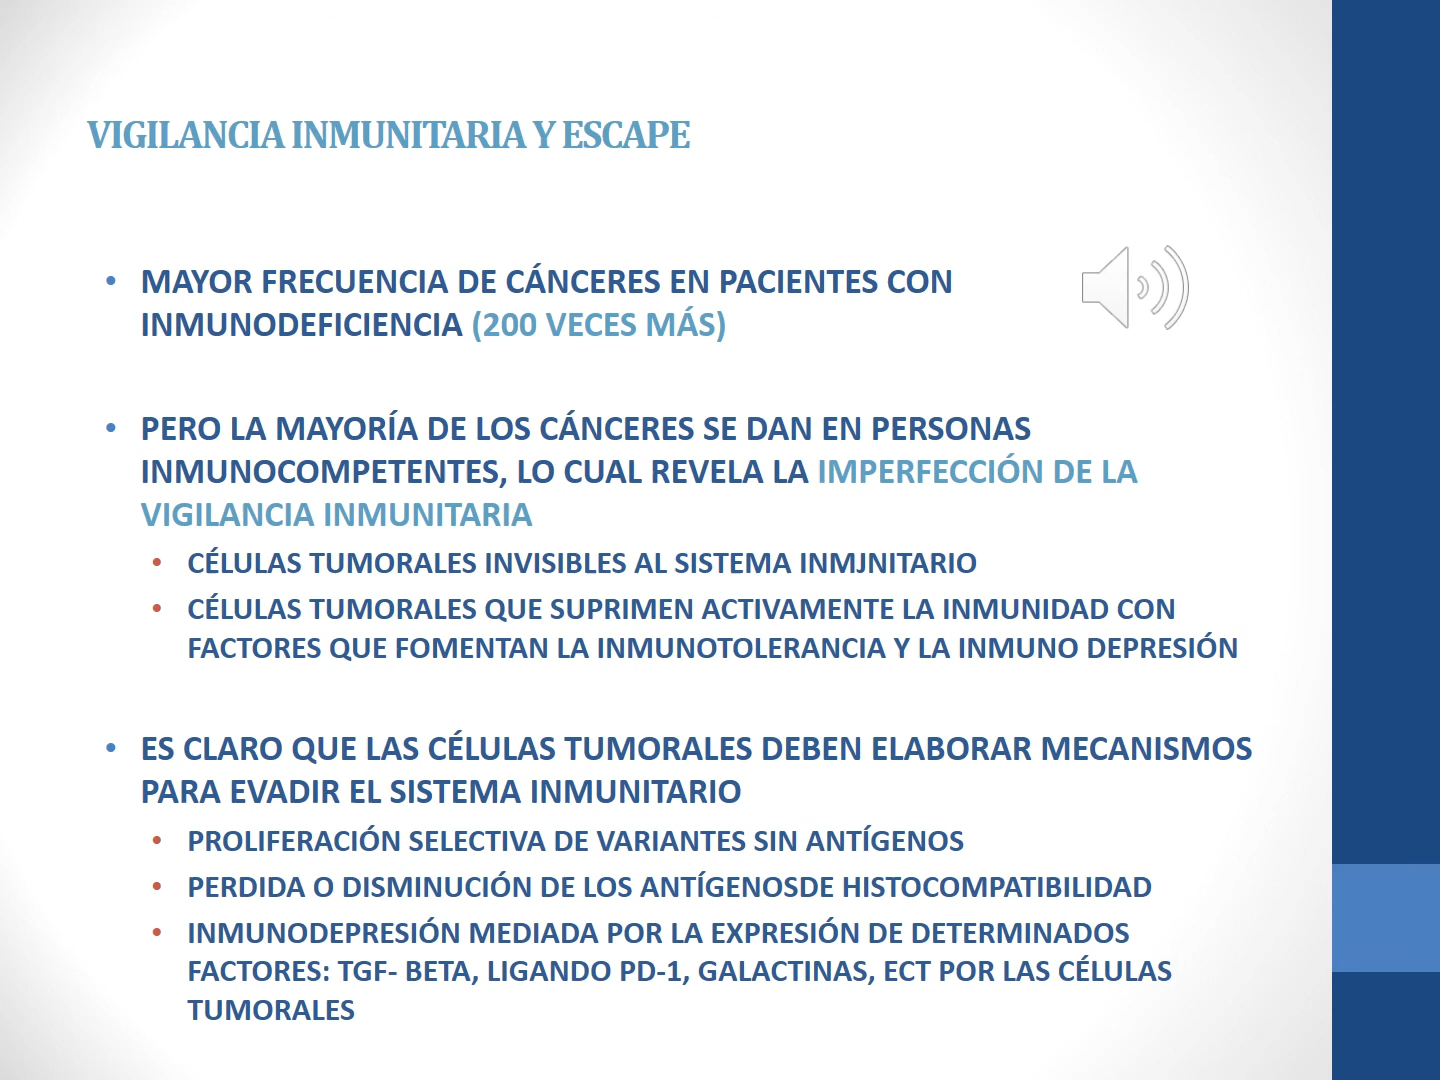 VIGILANCIA INMUNITARIA Y ESCAPE
• MAYOR FRECUENCIA DE CÁNCERES EN PACIENTES CON
INMUNODEFICIENCIA (200 VECES MÁS)
• PERO LA MAYORÍA DE LOS CÁNCERES SE DAN EN PERSONAS
INMUNOCOMPETENTES, LO CUAL REVELA LA IMPERFECCIÓN DE LA
VIGILANCIA INMUNITARIA
• CÉLULAS TUMORALES INVISIBLES AL SISTEMA INMJNITARIO
• CÉLULAS TUMORALES QUE SUPRIMEN ACTIVAMENTE LA INMUNIDAD CON
FACTORES QUE FOMENTAN LA INMUNOTOLERANCIA Y LA INMUNO DEPRESIÓN
• ES CLARO QUE LAS CÉLULAS TUMORALES DEBEN ELABORAR MECANISMOS
PARA EVADIR EL SISTEMA INMUNITARIO
• PROLIFERACIÓN SELECTIVA DE VARIANTES SIN ANTÍGENOS
• PERDIDA O DISMINUCIÓN DE LOS ANTÍGENOSDE HISTOCOMPATIBILIDAD
• INMUNODEPRESIÓN MEDIADA POR LA EXPRESIÓN DE DETERMINADOS
FACTORES: TGF- BETA, LIGANDO PD-1, GALACTINAS, ECT POR LAS CÉLULAS
TUMORALES